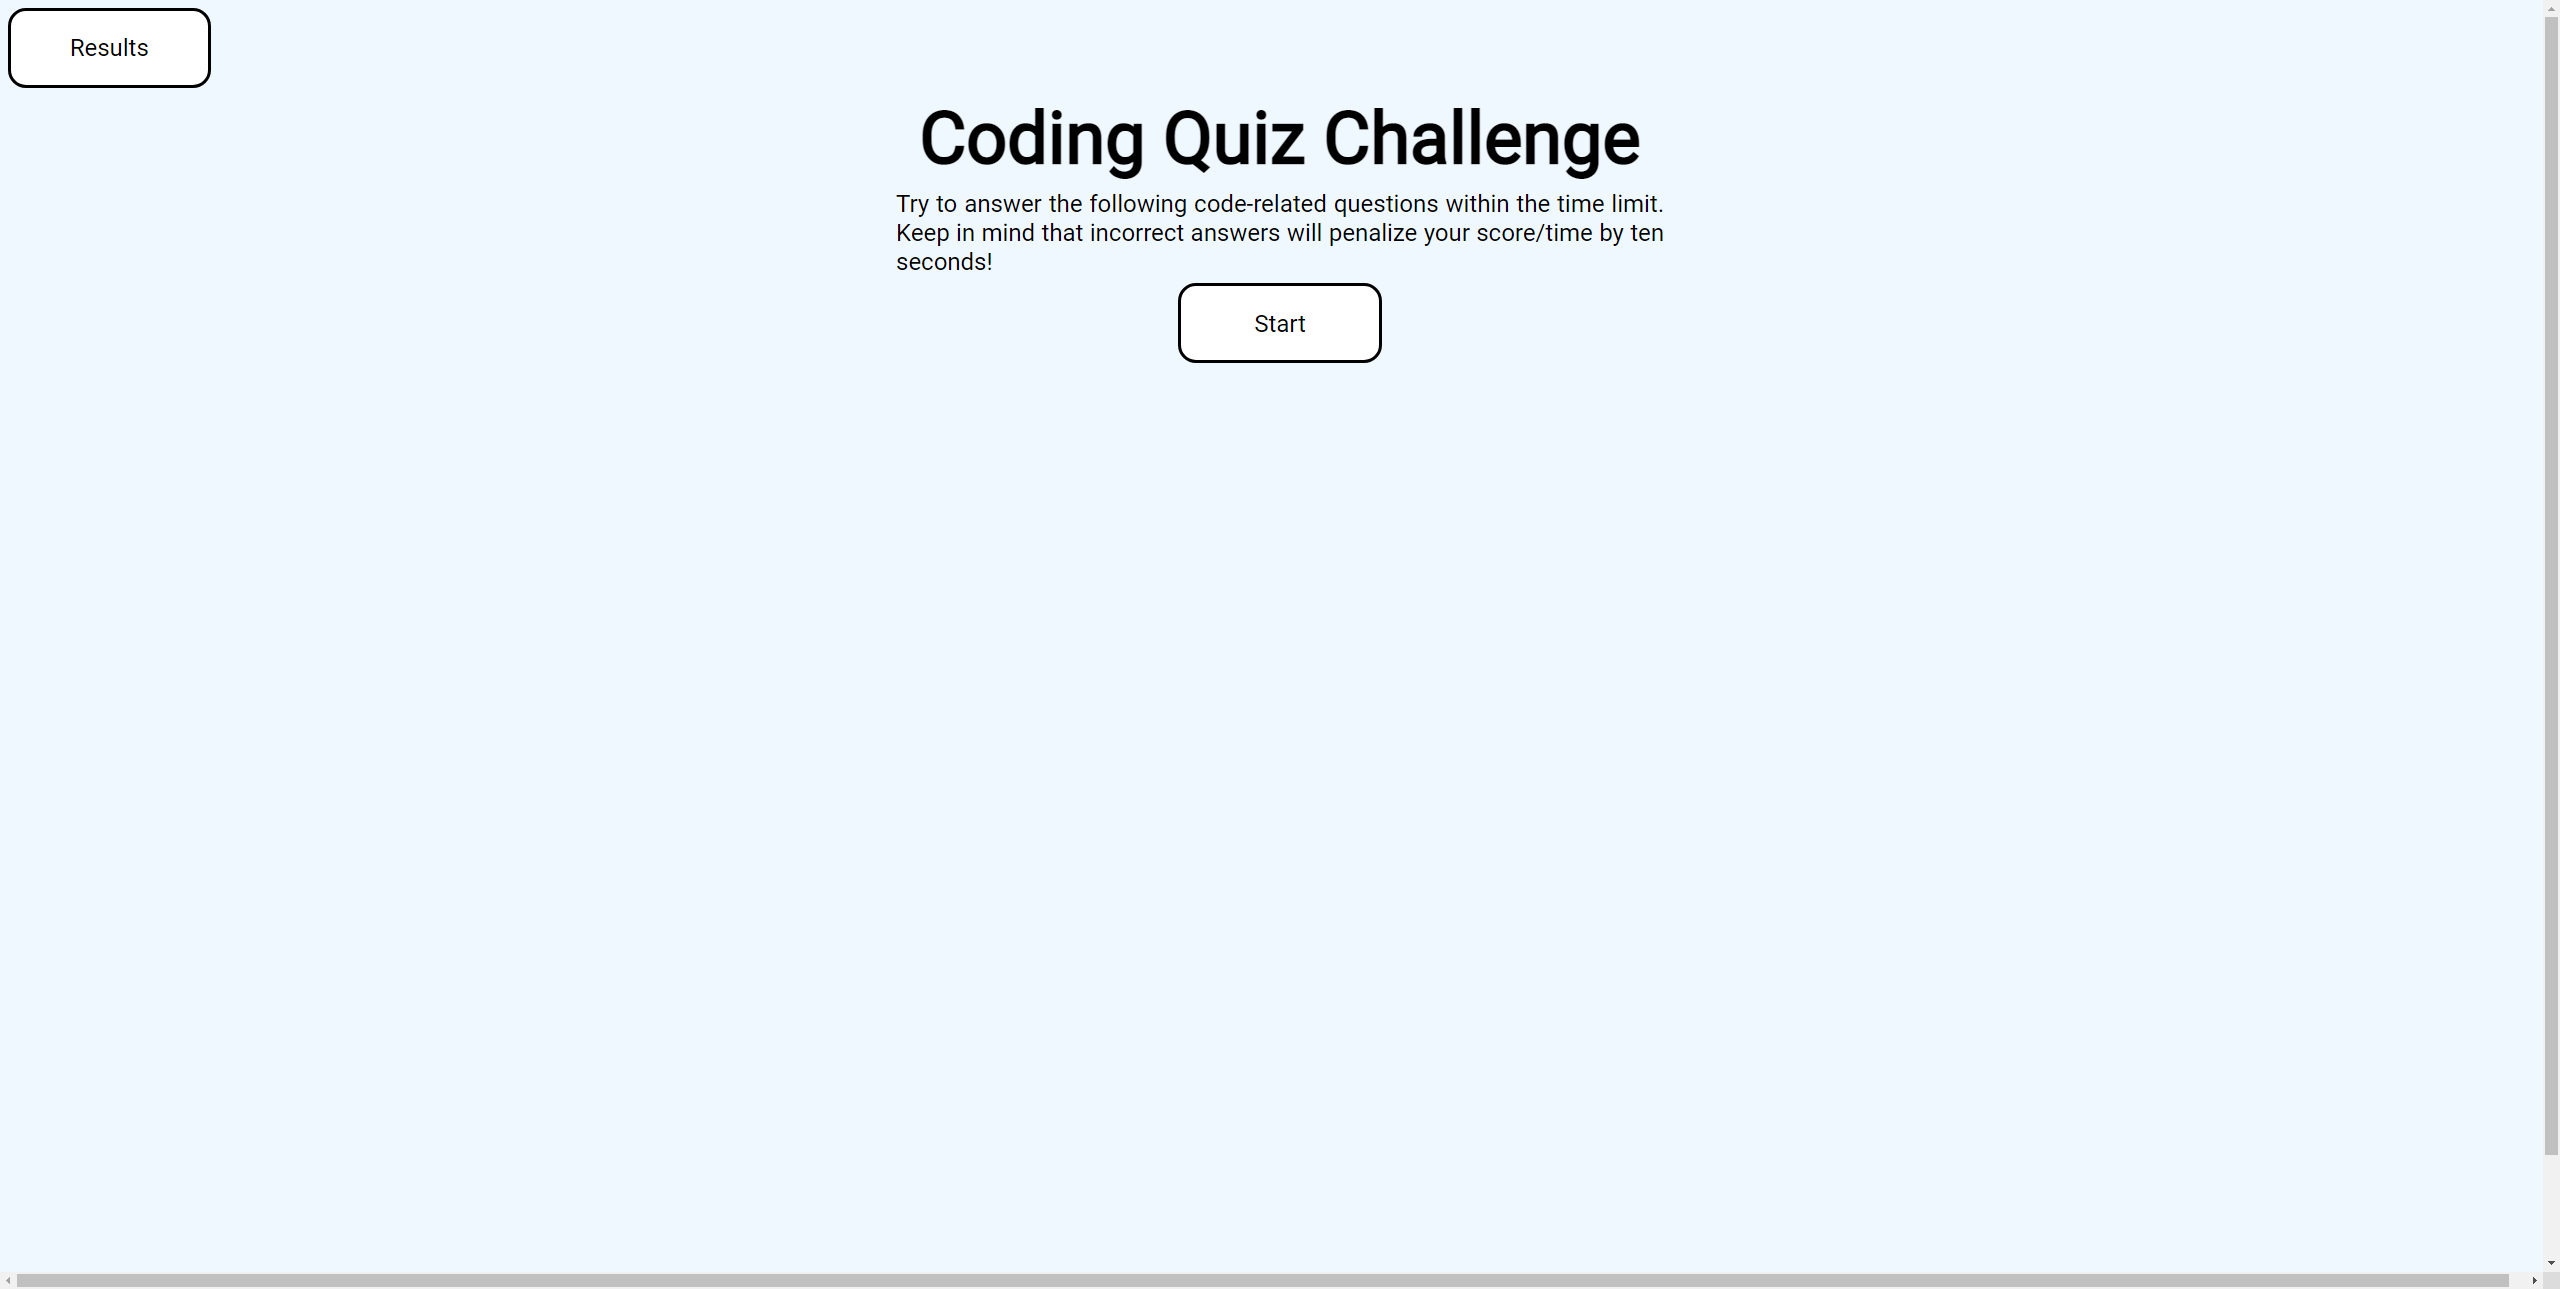 Results
Coding Quiz Challenge
Try to answer the following code-related questions within the time limit.
Keep in mind that incorrect answers will penalize your score/time by ten
seconds!
Start